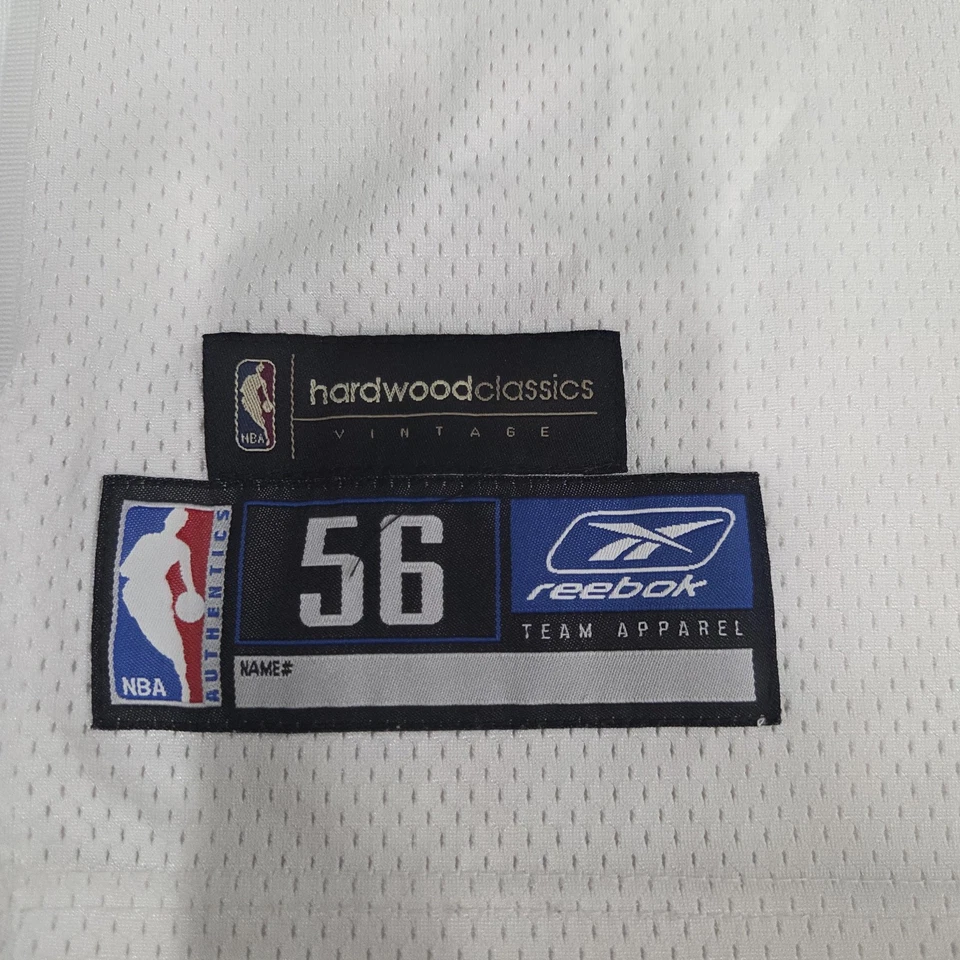 NBA
hardwoodclassics
VINTAGE
NBA
AUTHENTICS
56
reebok
TEAM APPAREL
NAME#